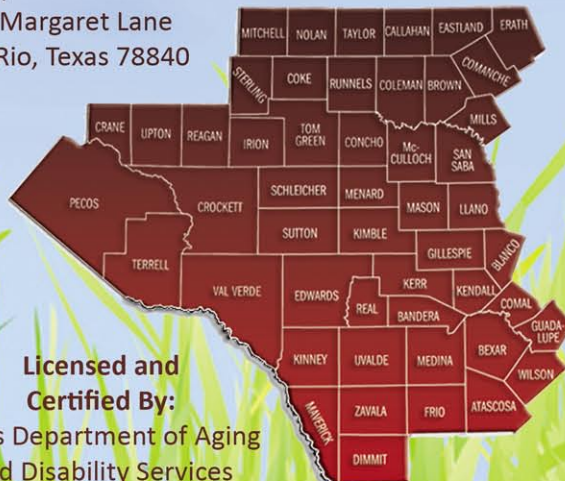 Margaret Lane
Rio, Texas 78840
MITCHELL NOLAN TAYLOR CALLAHAN EASTLAND ERATH
STERLING COKE RUNNELS COLEMAN BROWN COMANCHE
MILLS
CRANE UPTON REAGAN IRION TOM GREEN CONCHO Mc-CULLOCH SAN SABA
PECOS CROCKETT SCHLEICHER MENARD MASON LLANO
SUTTON KIMBLE
GILLESPIE BLANCO
TERRELL
VAL VERDE EDWARDS REAL KERR KENDALL COMAL
BANDERA GUADA-LUPE
KINNEY UVALDE MEDINA BEXAR WILSON
MAVERICK ZAVALA FRIO ATASCOSA
DIMMIT
Licensed and
Certified By:
s Department of Aging
d Disability Services